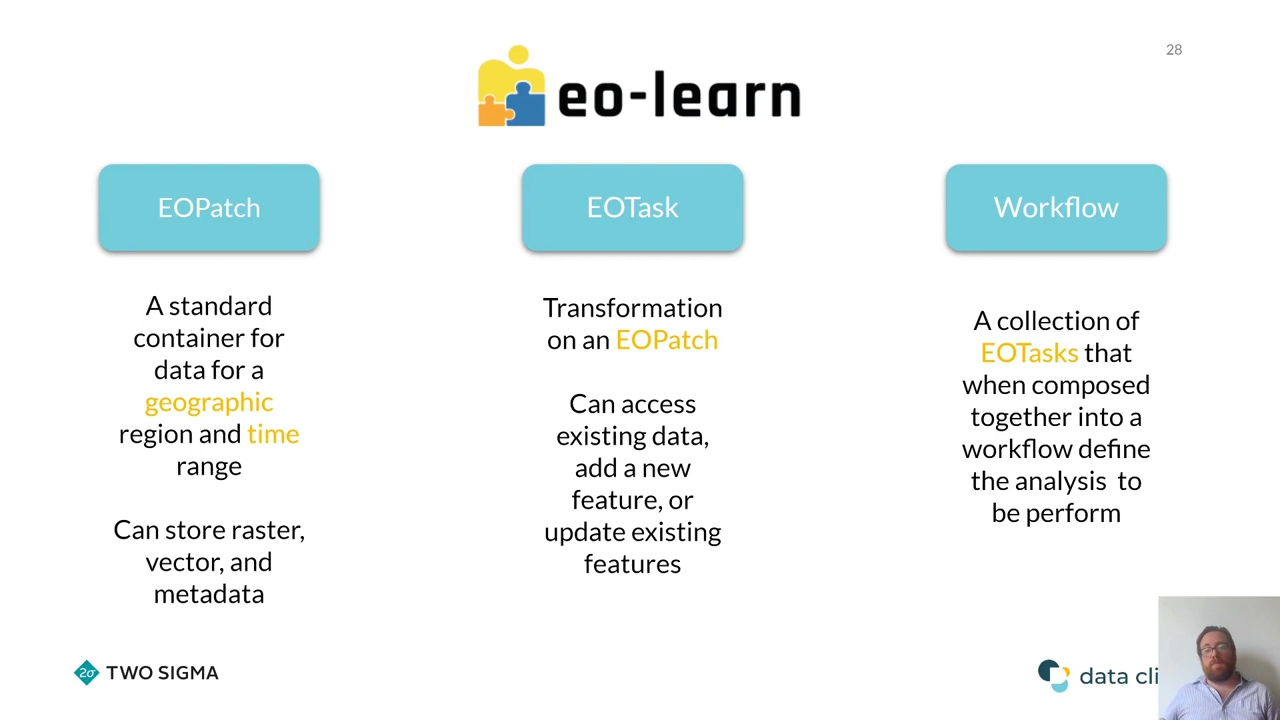 28
eo-learn
EOPatch
A standard
container for
data for a
geographic
region and time
range
Can store raster,
vector, and
metadata
EOTask
Transformation
on an EOPatch
Can access
existing data,
add a new
feature, or
update existing
features
Workflow
A collection of
EOTasks that
when composed
together into a
workflow define
the analysis  to
be perform
2σ TWO SIGMA
data cli